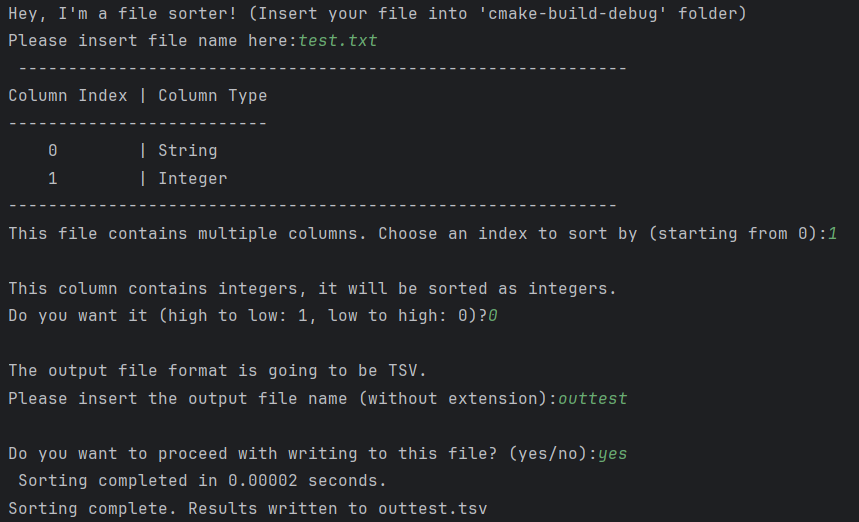 Hey, I'm a file sorter! (Insert your file into 'cmake-build-debug' folder)
Please insert file name here:test.txt
-------------------------------------------------------------
Column Index | Column Type
--------------------------
0 | String
1 | Integer
-------------------------------------------------------------
This file contains multiple columns. Choose an index to sort by (starting from 0):1
This column contains integers, it will be sorted as integers.
Do you want it (high to low: 1, low to high: 0)?0
The output file format is going to be TSV.
Please insert the output file name (without extension):outtest
Do you want to proceed with writing to this file? (yes/no):yes
Sorting completed in 0.00002 seconds.
Sorting complete. Results written to outtest.tsv